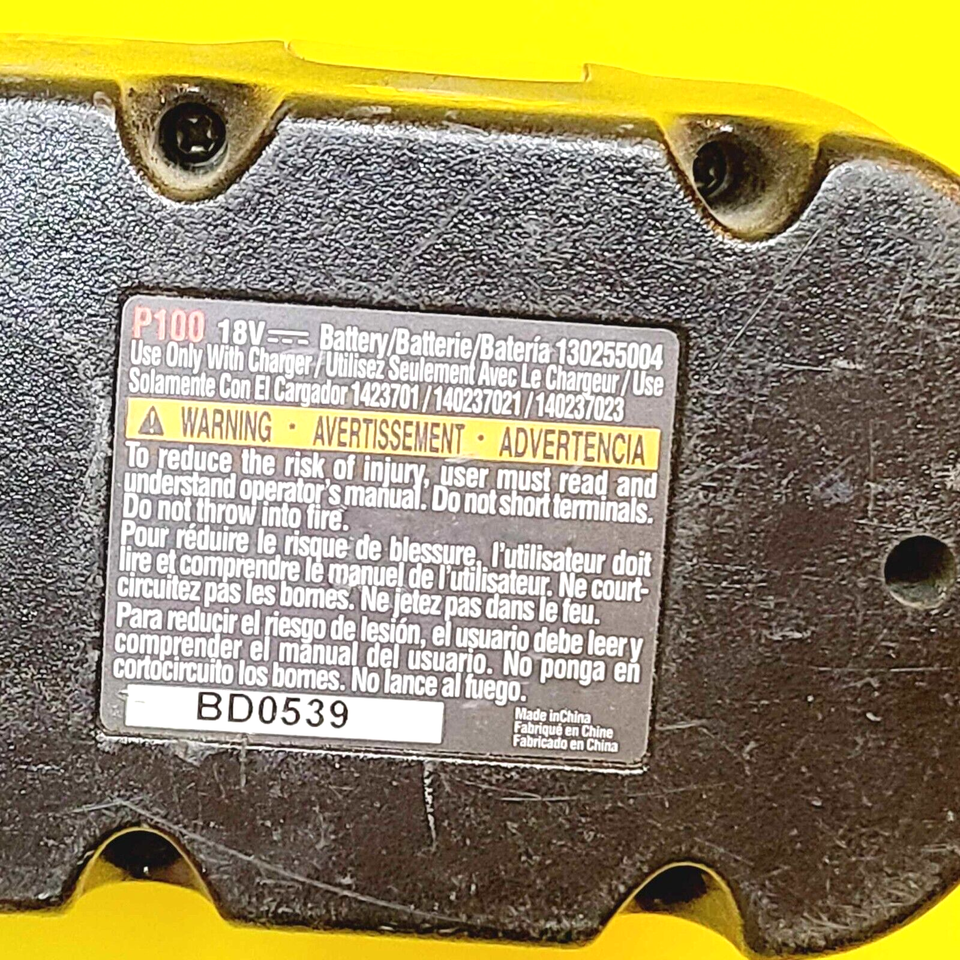 P100 18V⎓ Battery/Batterie/Batería 130255004
Use Only With Charger / Utilisez Seulement Avec Le Chargeur / Use
Solamente Con El Cargador 1423701 / 140237021 / 140237023
WARNING · AVERTISSEMENT · ADVERTENCIA
To reduce the risk of injury, user must read and
understand operator's manual. Do not short terminals.
Do not throw into fire.
Pour réduire le risque de blessure, l'utilisateur doit
lire et comprendre le manuel de l'utilisateur. Ne court-
circuitez pas les bornes. Ne jetez pas dans le feu.
Para reducir el riesgo de lesión, el usuario debe leer y
comprender el manual del usuario. No ponga en
cortocircuito los bornes. No lance al fuego.
BD0539
Made inChina
Fabriqué en Chine
Fabricado en China